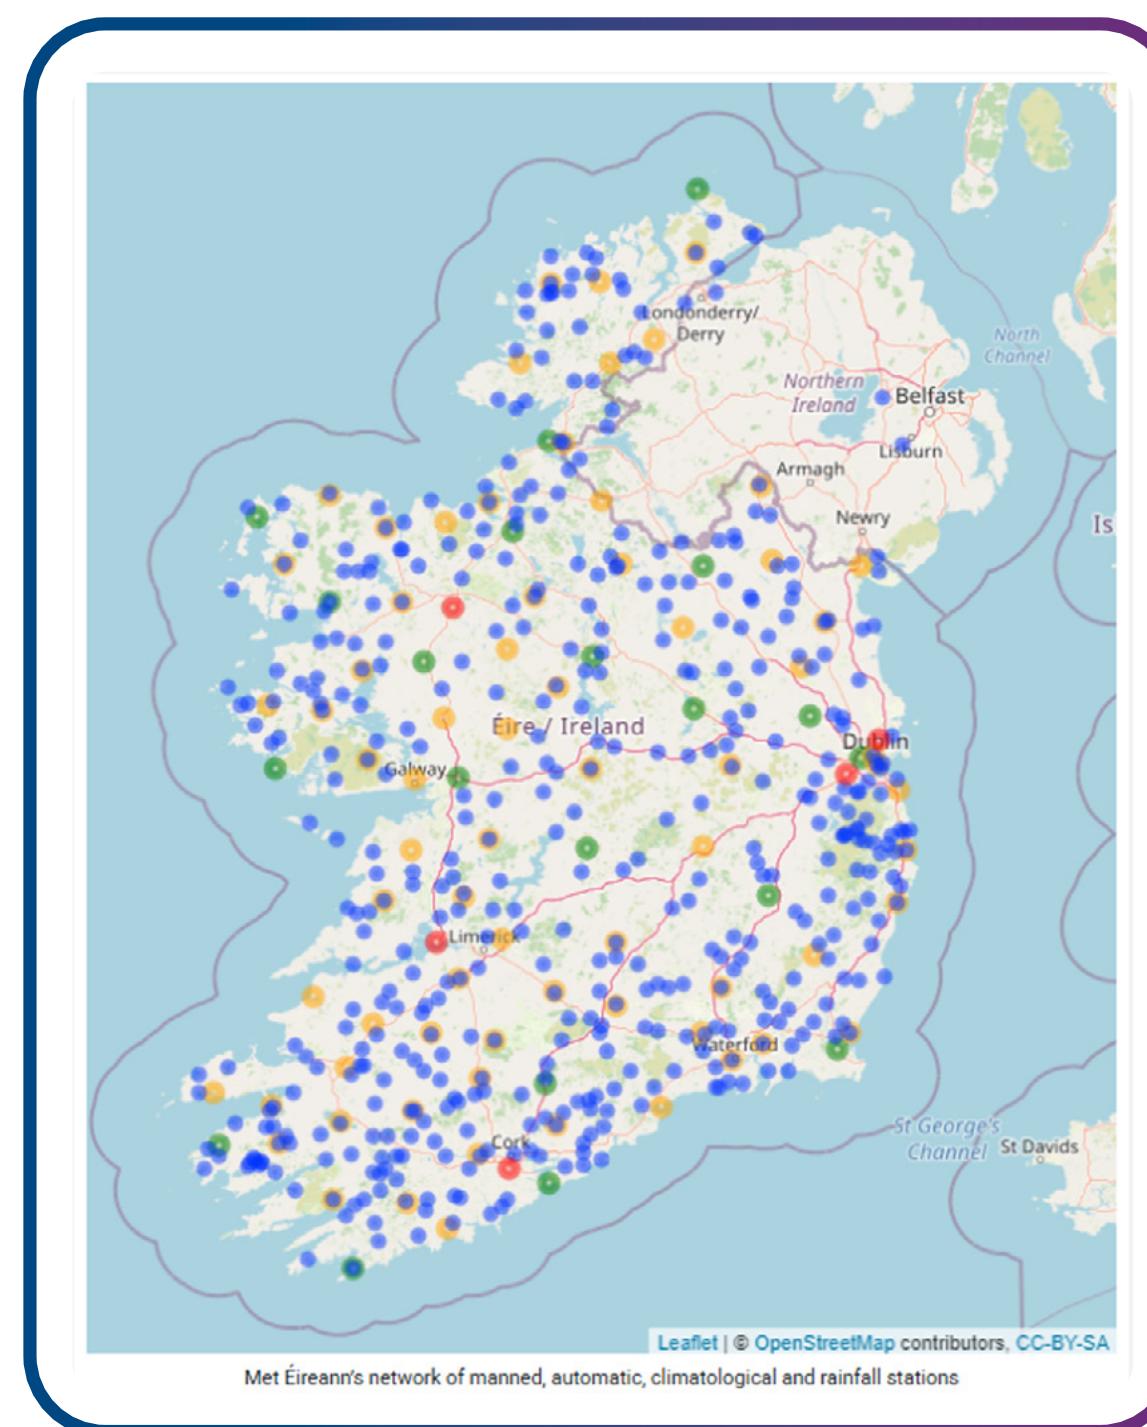 North
Channel
Londonderry/
Derry
Northern
Ireland
Belfast
Lisburn
Armagh
Newry
Is
Éire / Ireland
Dublin
Galway
Limerick
Waterford
St George's
Channel
St Davids
Cork
Leaflet | © OpenStreetMap contributors, CC-BY-SA
Met Éireann's network of manned, automatic, climatological and rainfall stations